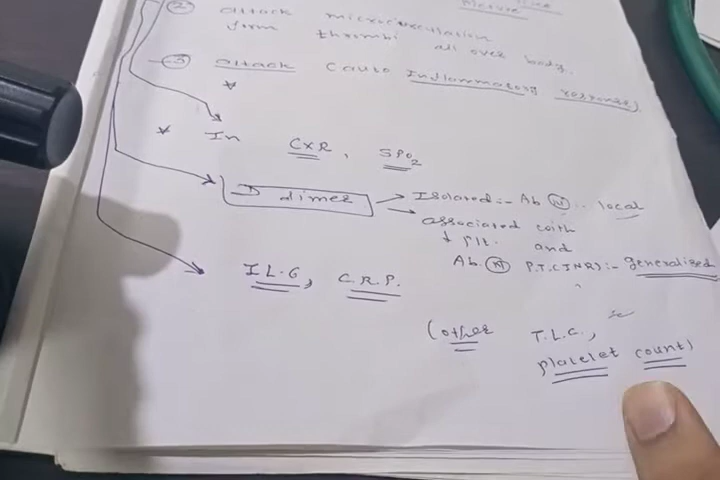 ② attack microcirculation
form thrombi all over body.
③ attack (auto Inflammatory response)
* In CXR, SPO2
D dimer → Isolated :- Ab (N) .. local
→ associated with
↓ plt. and
Ab. (N) P.T.(INR) :- generalized
IL-6, C.R.P.
(other T.L.C.,
platelet count)